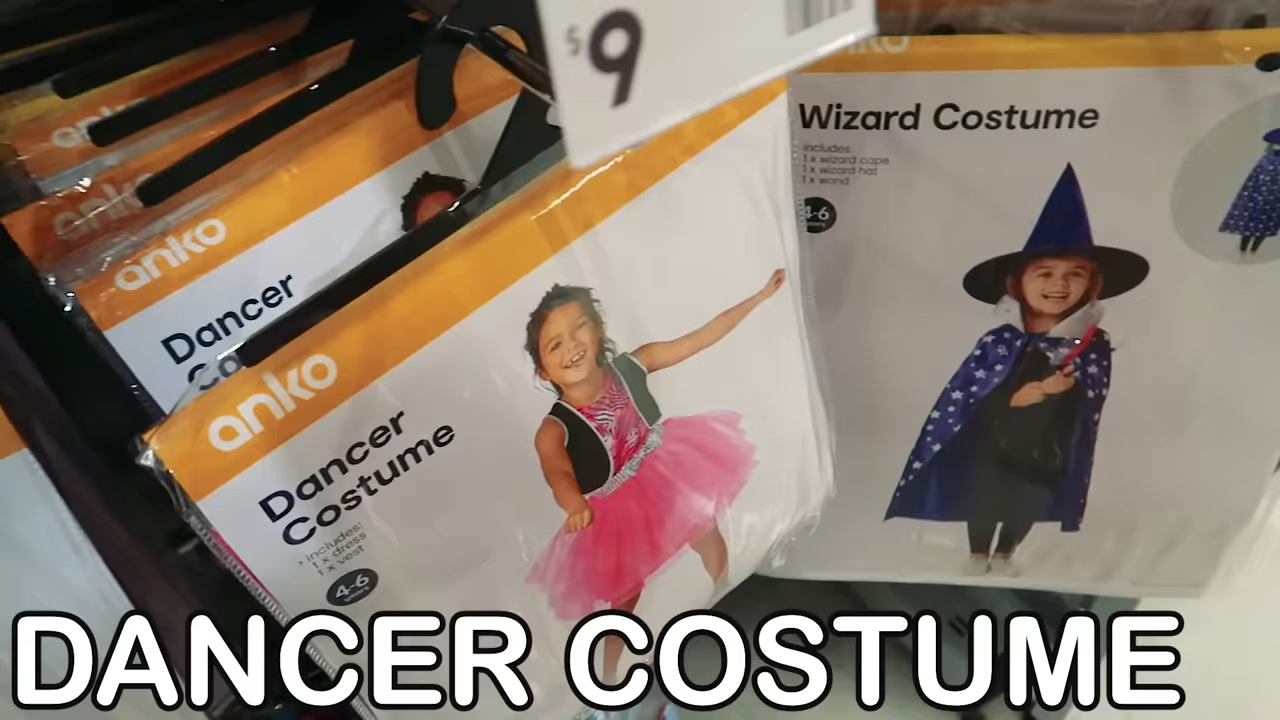 $9
anko
anko
anko
Dancer
Co
anko
Dancer
Costume
includes:
1 x dress
1 x vest
4-6
anko
Wizard Costume
includes:
1 x wizard cape
1 x wizard hat
1 x wand
4-6
DANCER COSTUME